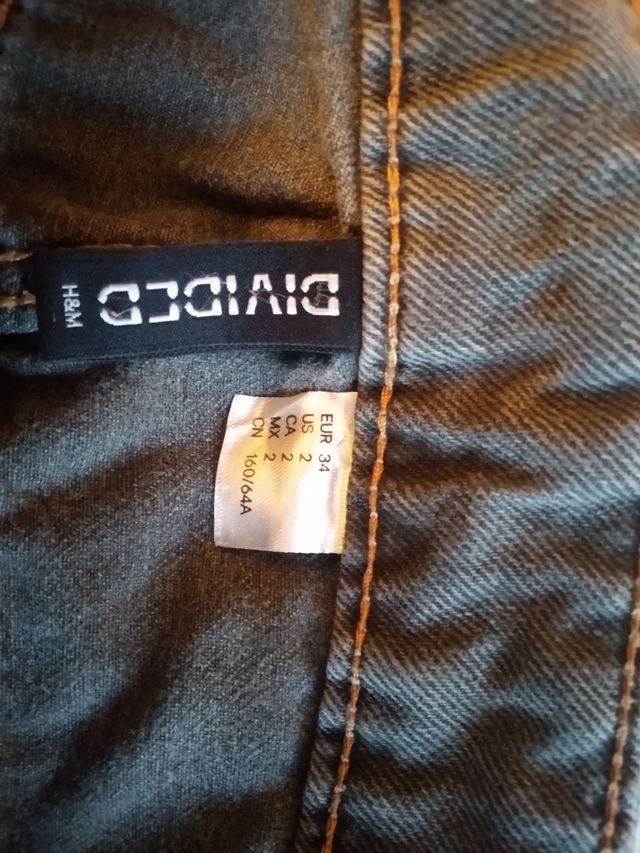 DIVIDED
H&M
EUR 34
US 2
CA 2
MX 2
CN 160/64A